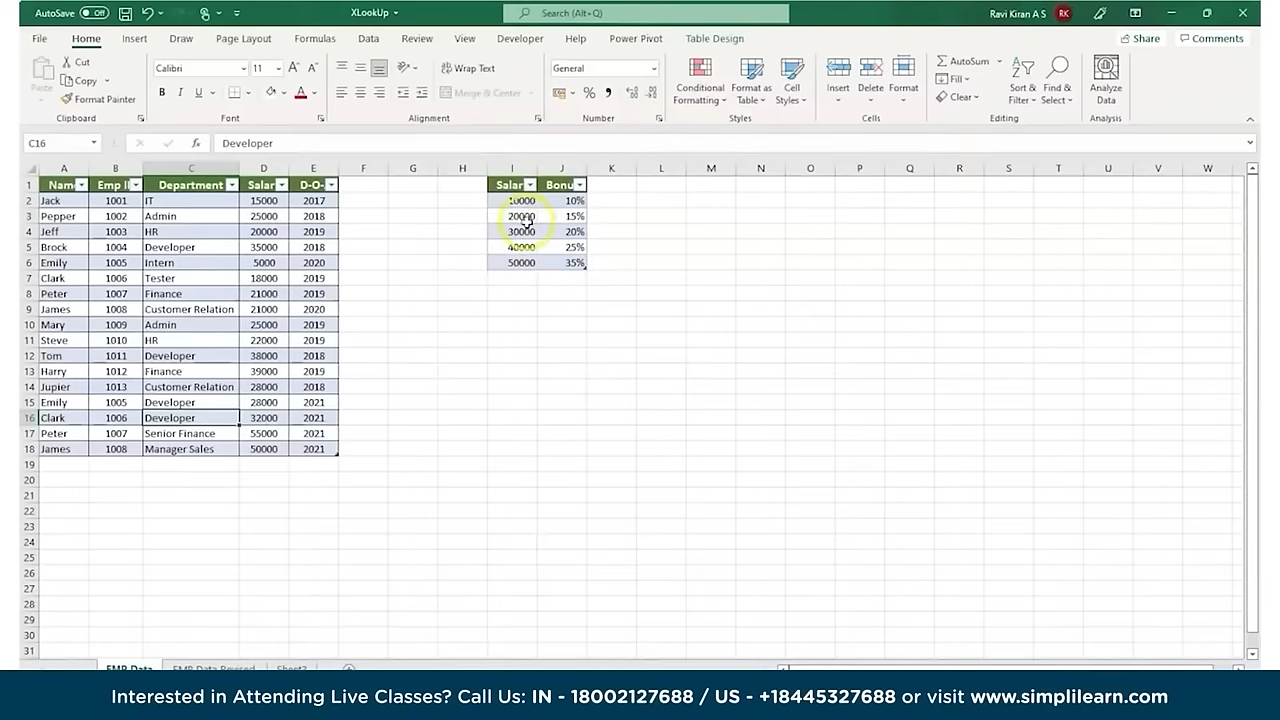 AutoSave Off XLookUp Search (Alt+Q) Ravi Kiran A S RK
File Home Insert Draw Page Layout Formulas Data Review View Developer Help Power Pivot Table Design Share Comments
Paste Cut Copy Format Painter Clipboard
Calibri 11 B I U A Font
Wrap Text Merge & Center Alignment
General % Number
Conditional Formatting Format as Table Cell Styles Styles
Insert Delete Format Cells
AutoSum Fill Clear Sort & Filter Find & Select Editing
Analyze Data Analysis
C16 fx Developer
A B C D E F G H I J K L M N O P Q R S T U V W
1 Nam Emp I Department Salar D-O- Salar Bonu
2 Jack 1001 IT 15000 2017 10000 10%
3 Pepper 1002 Admin 25000 2018 20000 15%
4 Jeff 1003 HR 20000 2019 30000 20%
5 Brock 1004 Developer 35000 2018 40000 25%
6 Emily 1005 Intern 5000 2020 50000 35%
7 Clark 1006 Tester 18000 2019
8 Peter 1007 Finance 21000 2019
9 James 1008 Customer Relation 21000 2020
10 Mary 1009 Admin 25000 2019
11 Steve 1010 HR 22000 2019
12 Tom 1011 Developer 38000 2018
13 Harry 1012 Finance 39000 2019
14 Jupier 1013 Customer Relation 28000 2018
15 Emily 1005 Developer 28000 2021
16 Clark 1006 Developer 32000 2021
17 Peter 1007 Senior Finance 55000 2021
18 James 1008 Manager Sales 50000 2021
19
20
21
22
23
24
25
26
27
28
29
30
31
EMP Data EMP Data Revised Sheet3
Interested in Attending Live Classes? Call Us: IN - 18002127688 / US - +18445327688 or visit www.simplilearn.com